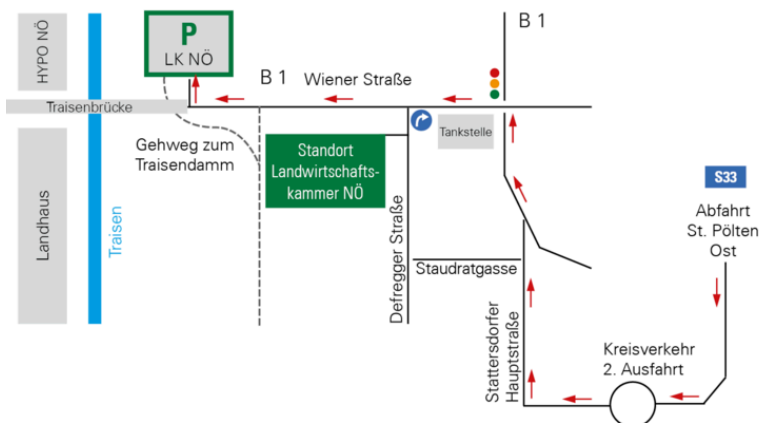 B 1
P
LK NÖ
HYPO NÖ
B 1
Wiener Straße
Traisenbrücke
Tankstelle
Gehweg zum
Traisendamm
Standort
Landwirtschafts-
kammer NÖ
S33
Abfahrt
St. Pölten
Ost
Landhaus
Traisen
Defregger Straße
Staudratgasse
Stattersdorfer
Hauptstraße
Kreisverkehr
2. Ausfahrt